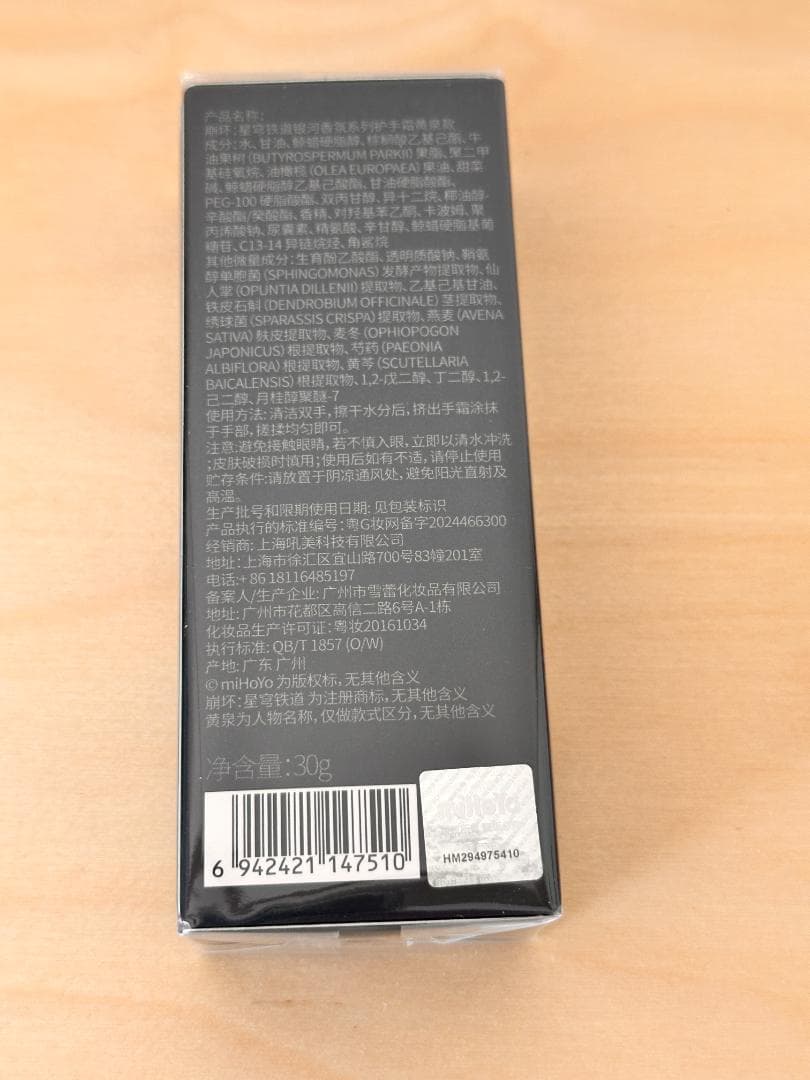 产品名称:
崩坏:星穹铁道银河香氛系列护手霜黄泉款
成分:水、甘油、鲸蜡硬脂醇、棕榈酸乙基己酯、牛
油果树(BUTYROSPERMUM PARKII)果脂、聚二甲
基硅氧烷、油橄榄(OLEA EUROPAEA)果油、甜菜
碱、鲸蜡硬脂醇乙基己酸酯、甘油硬脂酸酯、
PEG-100 硬脂酸酯、双丙甘醇、异十二烷、椰油醇-
辛酸酯/癸酸酯、香精、对羟基苯乙酮、卡波姆、聚
丙烯酸钠、尿囊素、精氨酸、辛甘醇、鲸蜡硬脂基葡
糖苷、C13-14 异链烷烃、角鲨烷
其他微量成分:生育酚乙酸酯、透明质酸钠、鞘氨
醇单胞菌(SPHINGOMONAS)发酵产物提取物、仙
人掌(OPUNTIA DILLENII)提取物、乙基己基甘油、
铁皮石斛(DENDROBIUM OFFICINALE)茎提取物、
绣球菌(SPARASSIS CRISPA)提取物、燕麦(AVENA
SATIVA)麸皮提取物、麦冬(OPHIOPOGON
JAPONICUS)根提取物、芍药(PAEONIA
ALBIFLORA)根提取物、黄芩(SCUTELLARIA
BAICALENSIS)根提取物、1,2-戊二醇、丁二醇、1,2-
己二醇、月桂醇聚醚-7
使用方法:清洁双手,擦干水分后,挤出手霜涂抹
于手部,搓揉均匀即可。
注意:避免接触眼睛,若不慎入眼,立即以清水冲洗
;皮肤破损时慎用;使用后如有不适,请停止使用
贮存条件:请放置于阴凉通风处,避免阳光直射及
高温。
生产批号和限期使用日期: 见包装标识
产品执行的标准编号:粤G妆网备字2024466300
经销商: 上海吼美科技有限公司
地址: 上海市徐汇区宜山路700号83幢201室
电话:+ 86 18116485197
备案人/生产企业: 广州市雪蕾化妆品有限公司
地址: 广州市花都区高信二路6号A-1栋
化妆品生产许可证: 粤妆20161034
执行标准: QB/T 1857 (O/W)
产地: 广东 广州
© miHoYo 为版权标,无其他含义
崩坏: 星穹铁道 为注册商标,无其他含义
黄泉为人物名称,仅做款式区分,无其他含义
净含量:30g
6 942421 147510
miHoYo
HM294975410